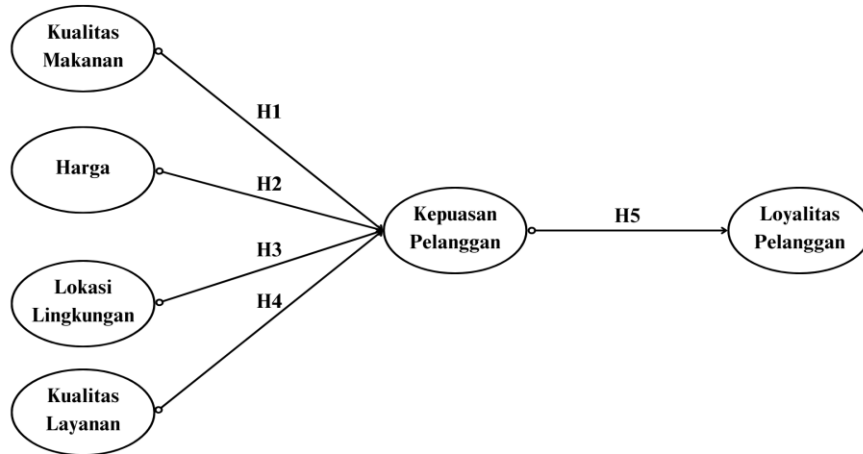 Kualitas
Makanan
H1
Harga
H2
Kepuasan
Pelanggan
H5
Loyalitas
Pelanggan
H3
Lokasi
Lingkungan
H4
Kualitas
Layanan